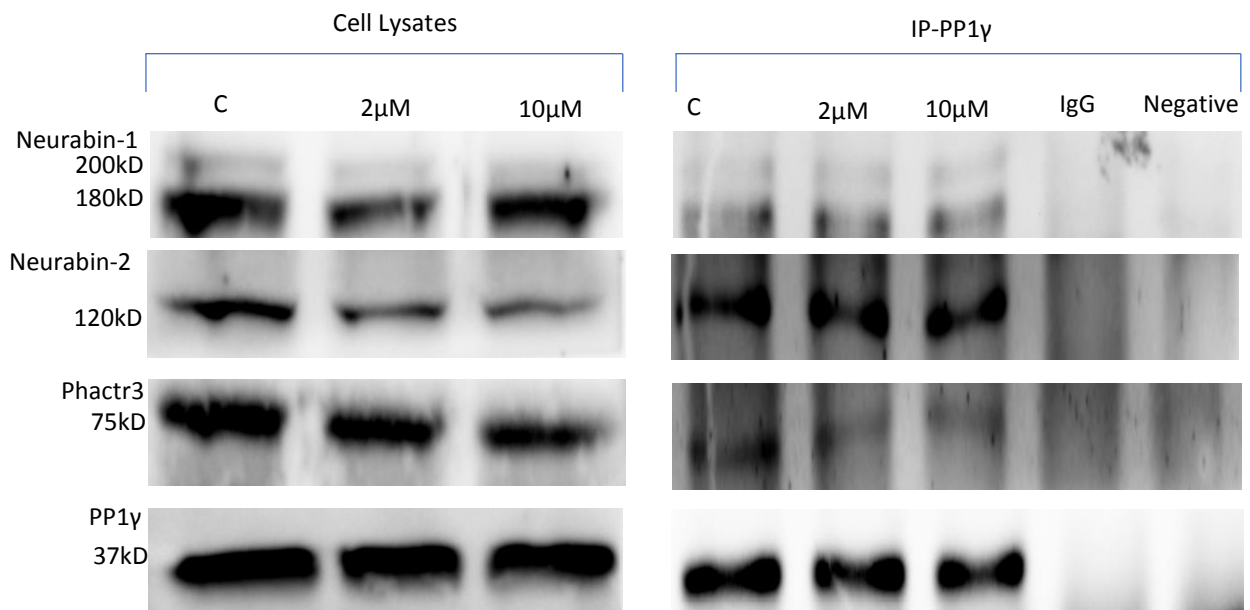 Cell Lysates
IP-PP1γ
C 2µM 10µM
C 2µM 10µM IgG Negative
Neurabin-1
200kD
180kD
Neurabin-2
120kD
Phactr3
75kD
PP1γ
37kD